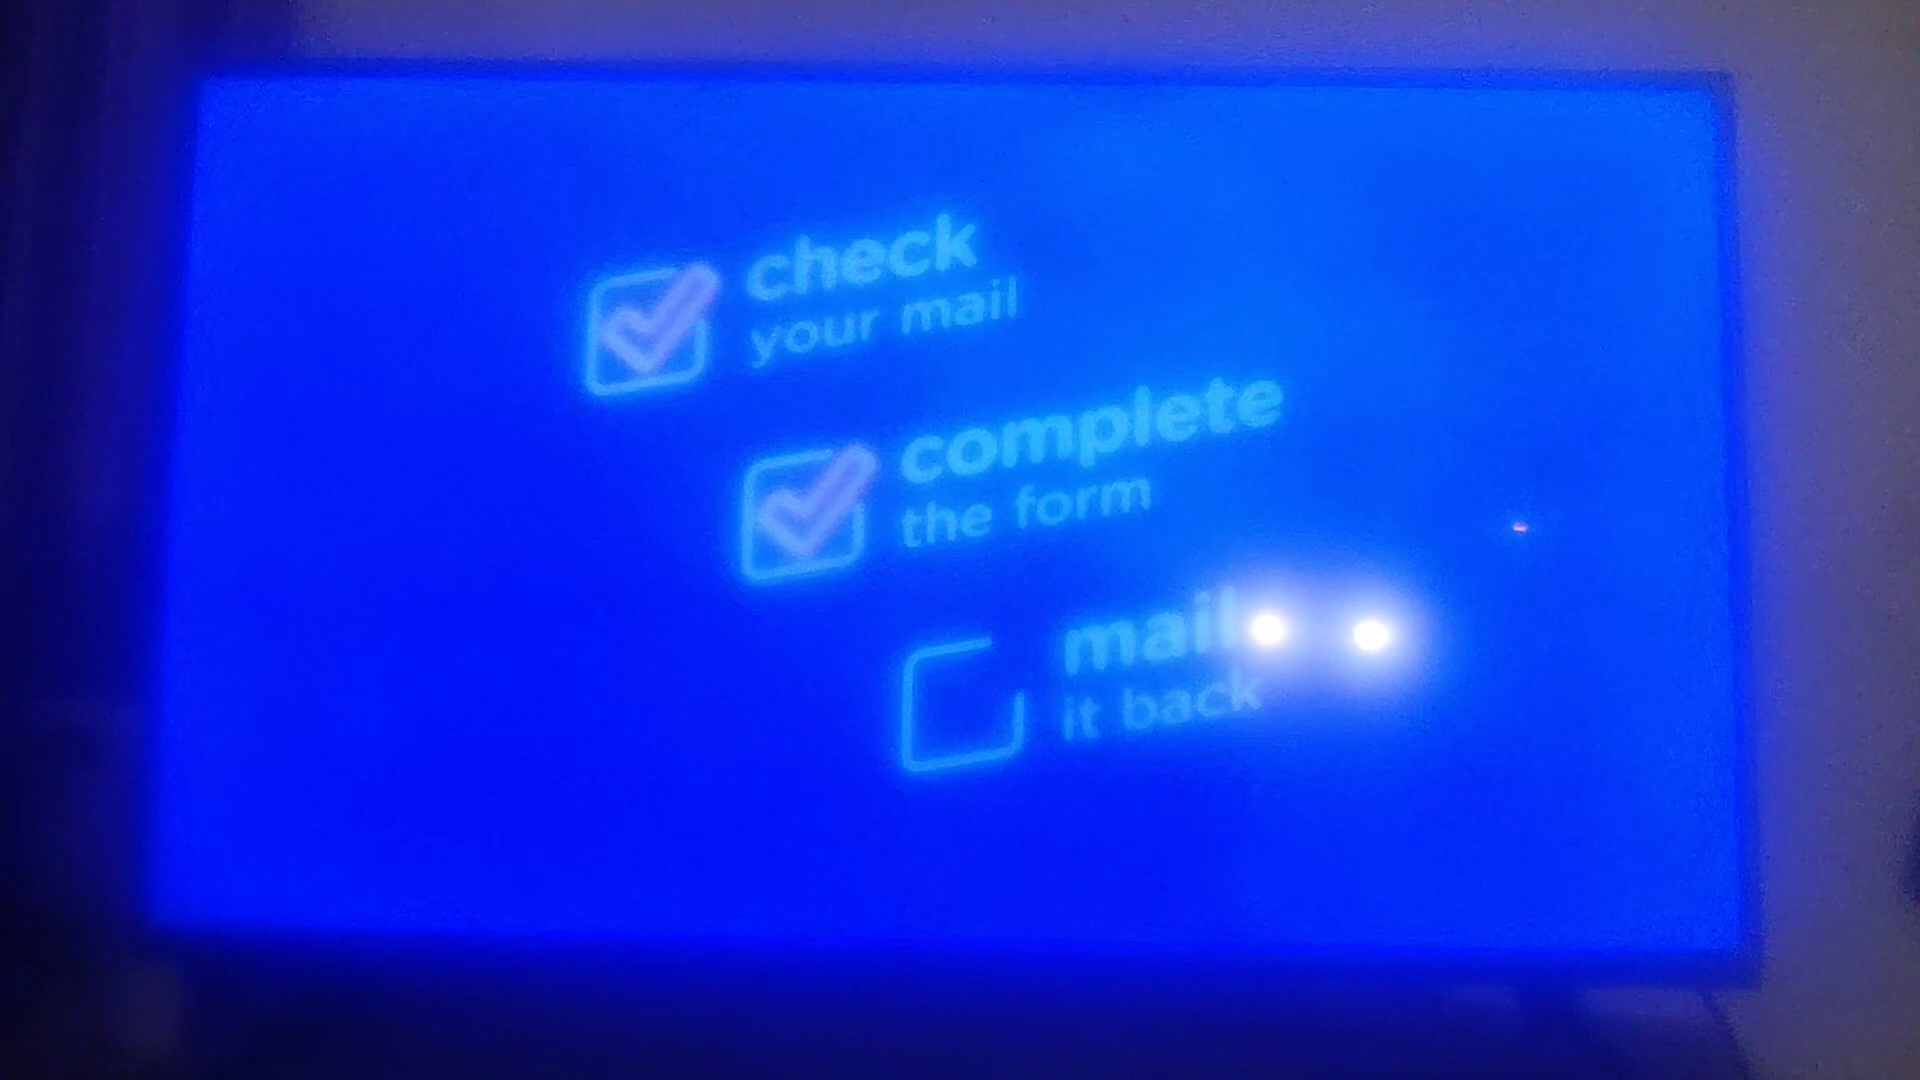 check
your mail
complete
the form
mail
it back